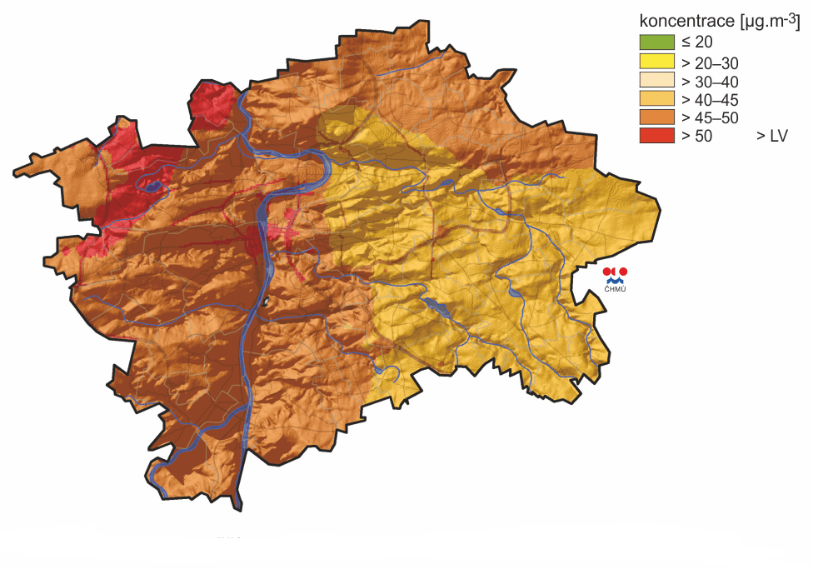 koncentrace [µg.m-3]
≤ 20
> 20–30
> 30–40
> 40–45
> 45–50
> 50 > LV
ČHMÚ